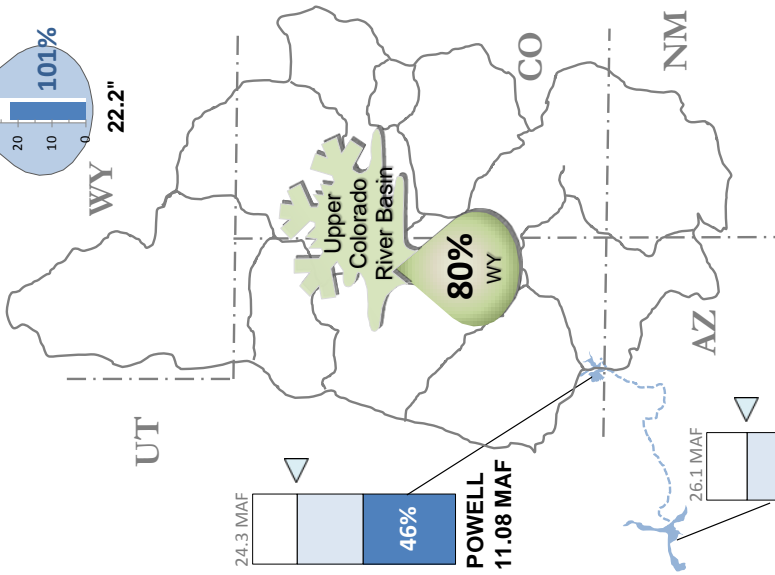 20
10
0
101%
22.2"
WY
UT
CO
NM
AZ
Upper
Colorado
River Basin
80%
WY
24.3 MAF
46%
POWELL
11.08 MAF
26.1 MAF